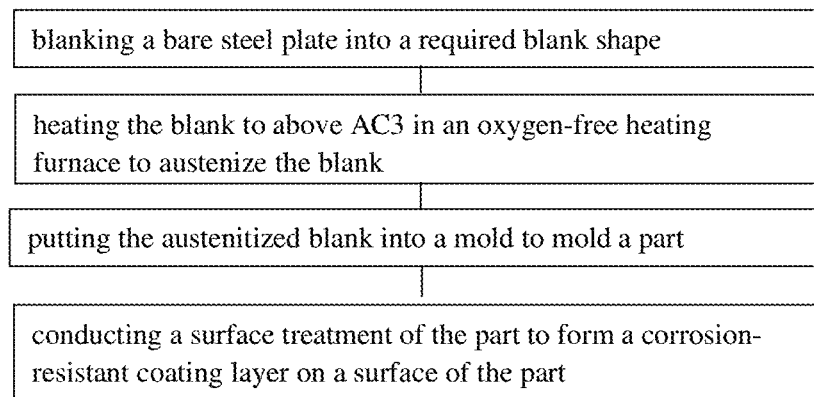 blanking a bare steel plate into a required blank shape
heating the blank to above AC3 in an oxygen-free heating
furnace to austenize the blank
putting the austenitized blank into a mold to mold a part
conducting a surface treatment of the part to form a corrosion-
resistant coating layer on a surface of the part